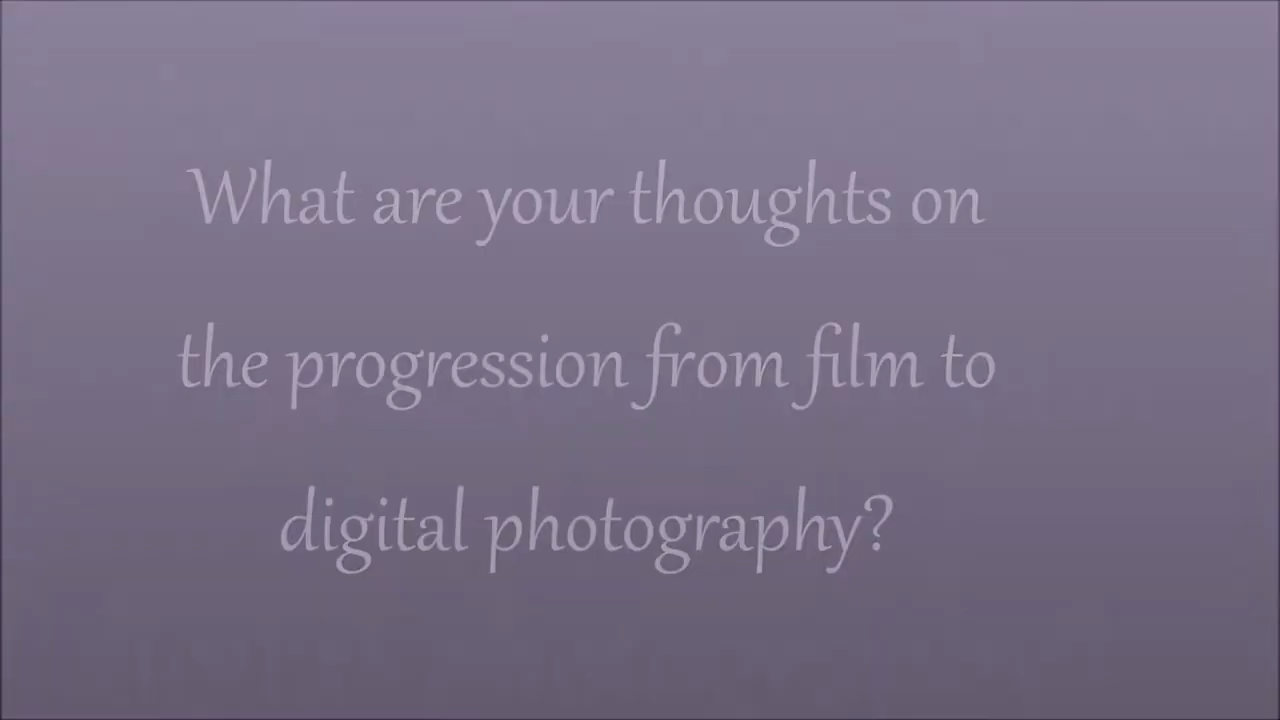 What are your thoughts on
the progression from film to
digital photography?